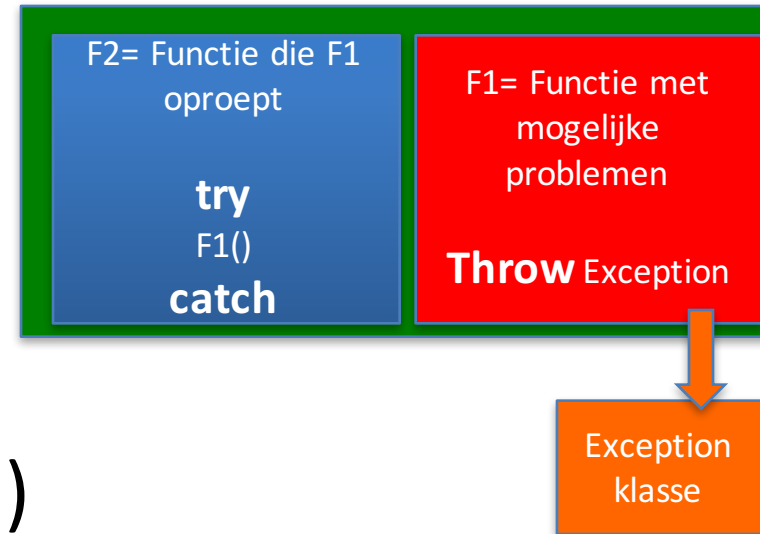 F2= Functie die F1
oproept
try
F1()
catch
F1= Functie met
mogelijke
problemen
Throw Exception
Exception
klasse
)